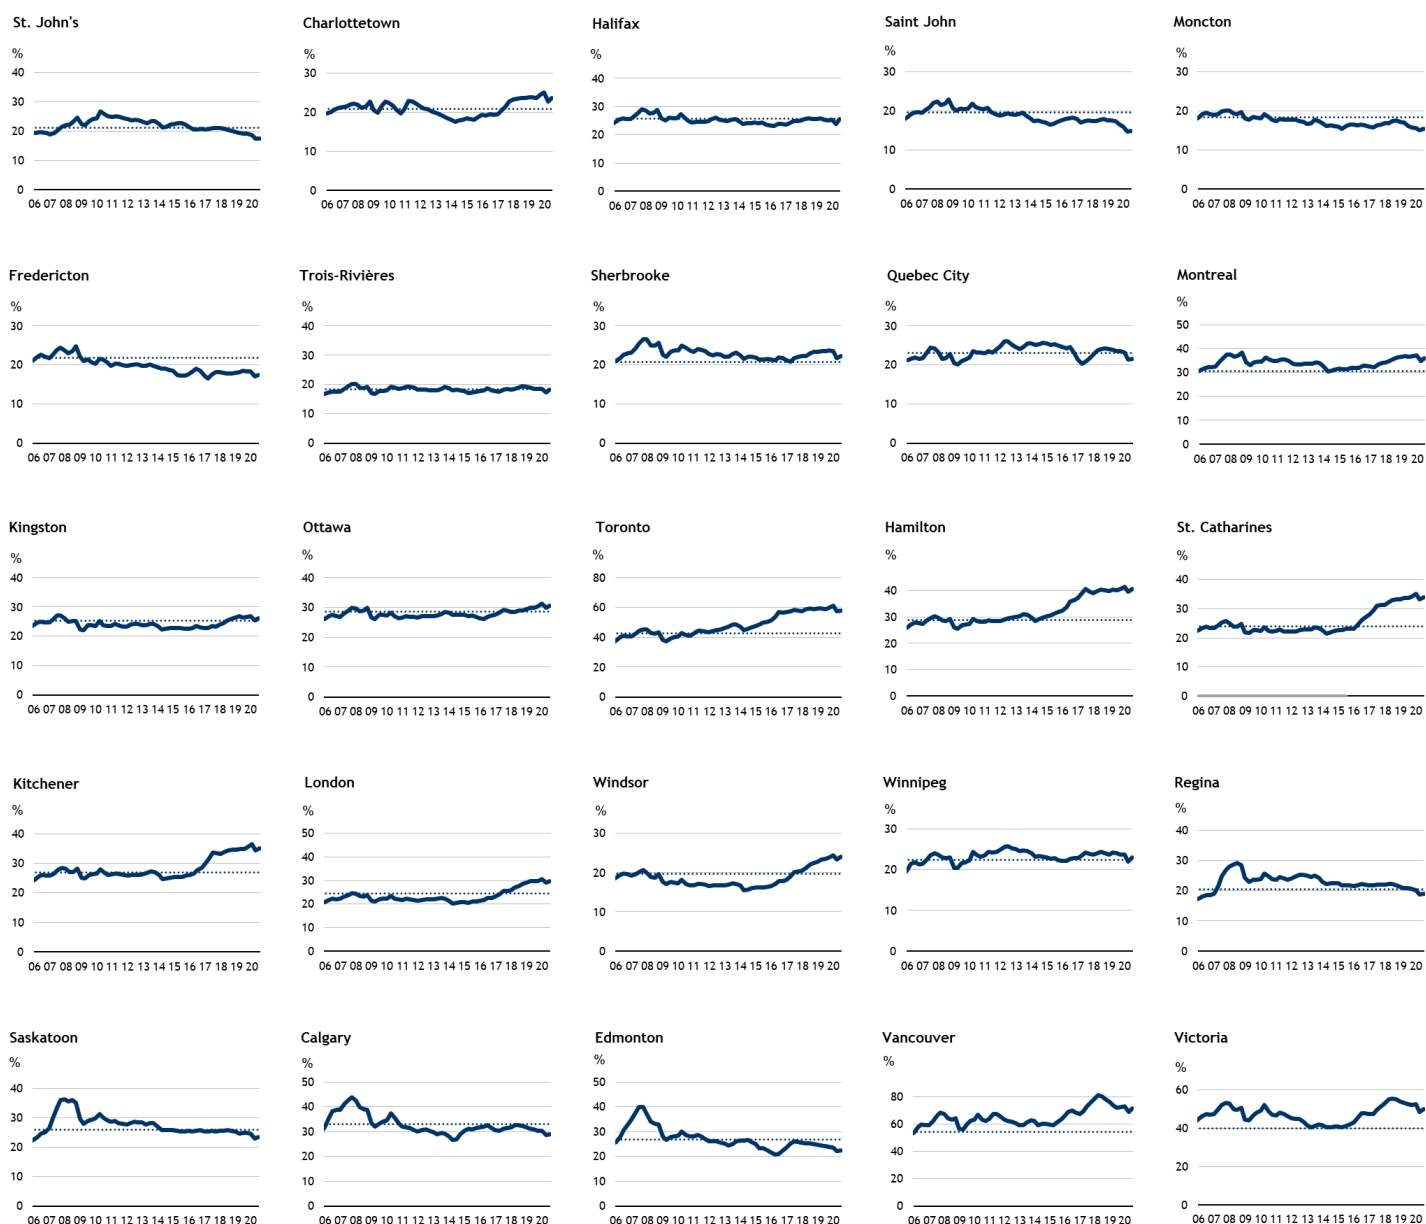 St. John's
%
40
30
20
10
0
06 07 08 09 10 11 12 13 14 15 16 17 18 19 20
Charlottetown
%
30
20
10
0
06 07 08 09 10 11 12 13 14 15 16 17 18 19 20
Halifax
%
40
30
20
10
0
06 07 08 09 10 11 12 13 14 15 16 17 18 19 20
Saint John
%
30
20
10
0
06 07 08 09 10 11 12 13 14 15 16 17 18 19 20
Moncton
%
30
20
10
0
06 07 08 09 10 11 12 13 14 15 16 17 18 19 20
Fredericton
%
30
20
10
0
06 07 08 09 10 11 12 13 14 15 16 17 18 19 20
Trois-Rivières
%
40
30
20
10
0
06 07 08 09 10 11 12 13 14 15 16 17 18 19 20
Sherbrooke
%
30
20
10
0
06 07 08 09 10 11 12 13 14 15 16 17 18 19 20
Quebec City
%
30
20
10
0
06 07 08 09 10 11 12 13 14 15 16 17 18 19 20
Montreal
%
50
40
30
20
10
0
06 07 08 09 10 11 12 13 14 15 16 17 18 19 20
Kingston
%
40
30
20
10
0
06 07 08 09 10 11 12 13 14 15 16 17 18 19 20
Ottawa
%
40
30
20
10
0
06 07 08 09 10 11 12 13 14 15 16 17 18 19 20
Toronto
%
80
60
40
20
0
06 07 08 09 10 11 12 13 14 15 16 17 18 19 20
Hamilton
%
40
30
20
10
0
06 07 08 09 10 11 12 13 14 15 16 17 18 19 20
St. Catharines
%
40
30
20
10
0
06 07 08 09 10 11 12 13 14 15 16 17 18 19 20
Kitchener
%
40
30
20
10
0
06 07 08 09 10 11 12 13 14 15 16 17 18 19 20
London
%
50
40
30
20
10
0
06 07 08 09 10 11 12 13 14 15 16 17 18 19 20
Windsor
%
30
20
10
0
06 07 08 09 10 11 12 13 14 15 16 17 18 19 20
Winnipeg
%
30
20
10
0
06 07 08 09 10 11 12 13 14 15 16 17 18 19 20
Regina
%
40
30
20
10
0
06 07 08 09 10 11 12 13 14 15 16 17 18 19 20
Saskatoon
%
40
30
20
10
0
06 07 08 09 10 11 12 13 14 15 16 17 18 19 20
Calgary
%
50
40
30
20
10
0
06 07 08 09 10 11 12 13 14 15 16 17 18 19 20
Edmonton
%
50
40
30
20
10
0
06 07 08 09 10 11 12 13 14 15 16 17 18 19 20
Vancouver
%
80
60
40
20
0
06 07 08 09 10 11 12 13 14 15 16 17 18 19 20
Victoria
%
60
40
20
0
06 07 08 09 10 11 12 13 14 15 16 17 18 19 20